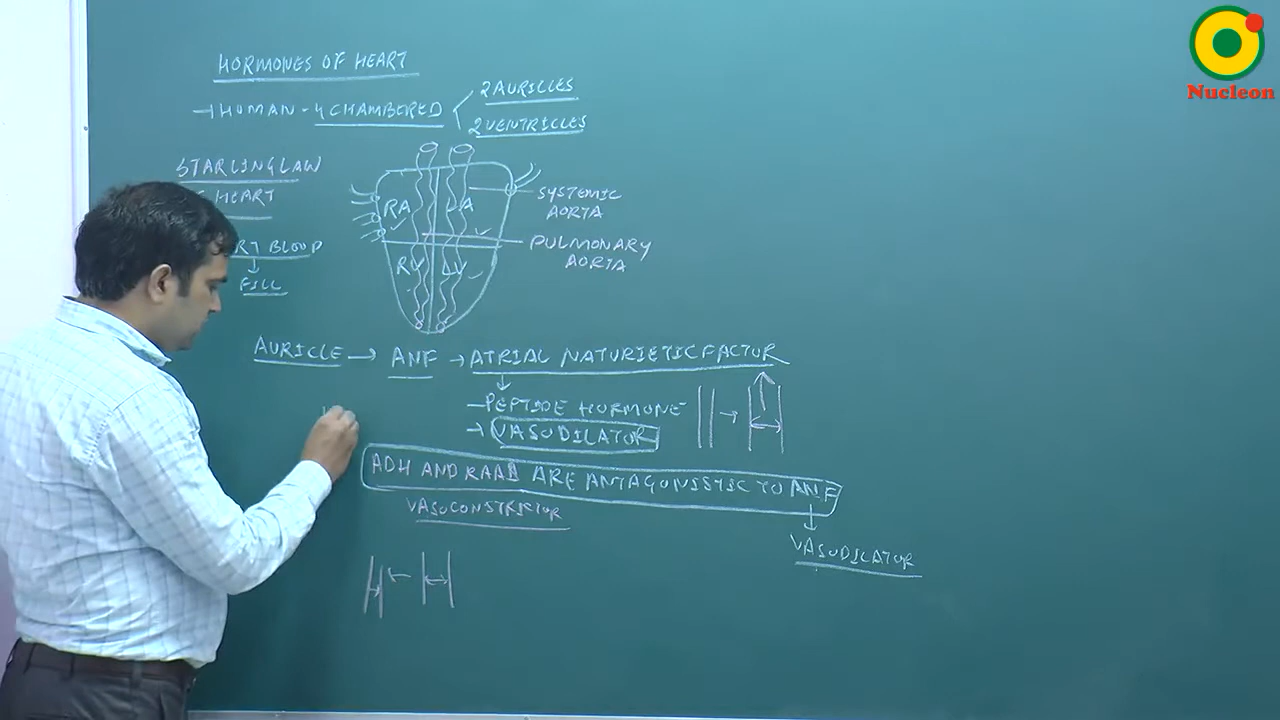 HORMONES OF HEART
→ HUMAN - 4 CHAMBERED
2 AURICLES
2 VENTRICLES
STARLING LAW
HEART
RT BLOOD
↓
FILL
RA
LA
RV
LV
SYSTEMIC
AORTA
PULMONARY
AORTA
AURICLE → ANF → ATRIAL NATURIETIC FACTOR
- PEPTIDE HORMONE
→ VASODILATOR
ADH AND RAAS ARE ANTAGONISTIC TO ANF
VASOCONSTRICTOR
VASODILATOR
Nucleon